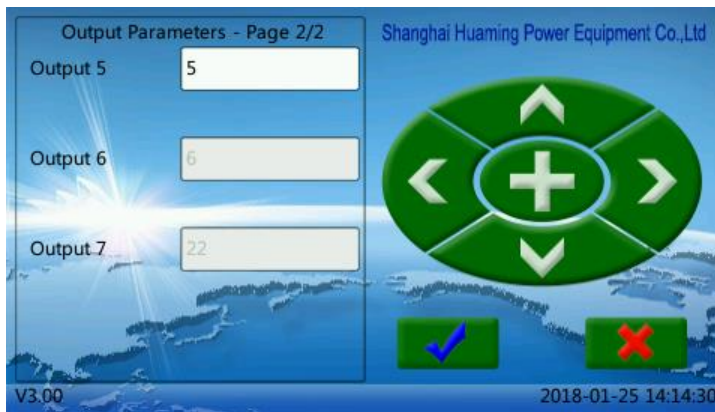 Output Parameters - Page 2/2
Shanghai Huaming Power Equipment Co.,Ltd
Output 5
5
Output 6
6
Output 7
22
V3.00
2018-01-25 14:14:30